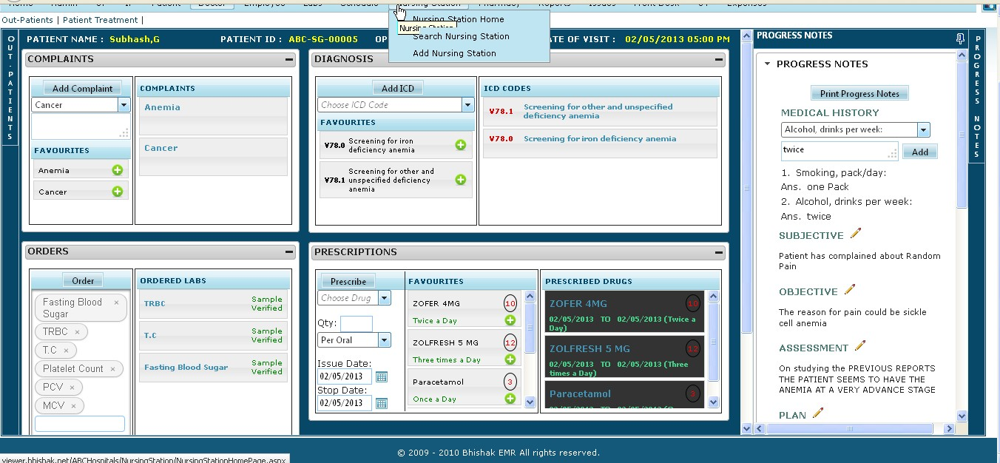 Home Admin OP IP Patient Doctor Employee Labs Schedule Nursing Station Pharmacy Reports Insurance Front Desk OT Expenses
Out-Patients | Patient Treatment |
Nursing Station Home
Search Nursing Station
Add Nursing Station
OUT-PATIENTS
PATIENT NAME : Subhash,G PATIENT ID : ABC-SG-00005 OP ATE OF VISIT : 02/05/2013 05:00 PM
COMPLAINTS
Add Complaint
Cancer
FAVOURITES
Anemia
Cancer
COMPLAINTS
Anemia
Cancer
DIAGNOSIS
Add ICD
Choose ICD Code
FAVOURITES
V78.0 Screening for iron
deficiency anemia
V78.1 Screening for other and
unspecified deficiency
anemia
ICD CODES
V78.1 Screening for other and unspecified
deficiency anemia
V78.0 Screening for iron deficiency anemia
ORDERS
Order
Fasting Blood
Sugar ×
TRBC ×
T.C ×
Platelet Count ×
PCV ×
MCV ×
ORDERED LABS
TRBC Sample
Verified
T.C Sample
Verified
Fasting Blood Sugar Sample
Verified
PRESCRIPTIONS
Prescribe
Choose Drug
Qty:
Per Oral
Issue Date:
02/05/2013
Stop Date:
02/05/2013
FAVOURITES
ZOFER 4MG 10
Twice a Day
ZOLFRESH 5 MG 12
Three times a Day
Paracetamol 3
Once a Day
PRESCRIBED DRUGS
ZOFER 4MG 10
02/05/2013 TO 02/05/2013 (Twice a
Day)
ZOLFRESH 5 MG 12
02/05/2013 TO 02/05/2013 (Three
times a Day)
Paracetamol 3
PROGRESS NOTES
PROGRESS NOTES
Print Progress Notes
MEDICAL HISTORY
Alcohol, drinks per week:
twice
Add
1. Smoking, pack/day:
Ans. one Pack
2. Alcohol, drinks per week:
Ans. twice
SUBJECTIVE
Patient has complained about Random
Pain
OBJECTIVE
The reason for pain could be sickle
cell anemia
ASSESSMENT
On studying the PREVIOUS REPORTS
THE PATIENT SEEMS TO HAVE THE
ANEMIA AT A VERY ADVANCE STAGE
PLAN
PROGRESS NOTES
© 2009 - 2010 Bhishak EMR All rights reserved.
viewer.bhishak.net/ABCHospitals/NursingStation/NursingStationHomePage.aspx